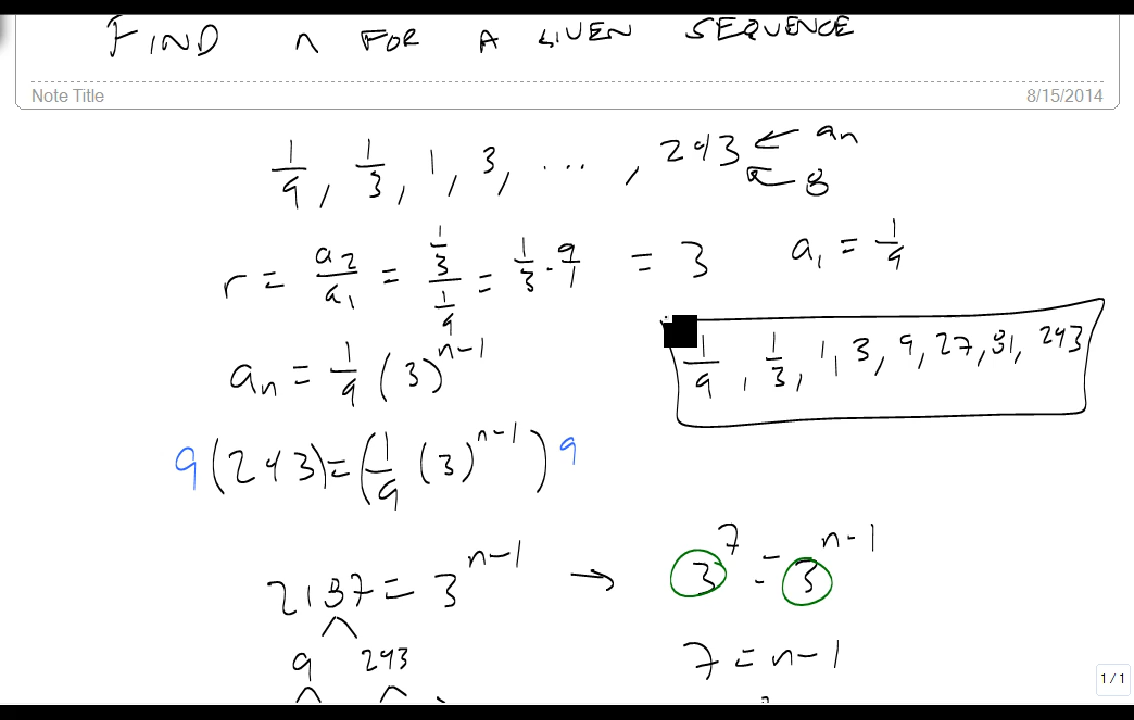 FIND n FOR A GIVEN SEQUENCE
Note Title 8/15/2014
1/9, 1/3, 1, 3, ..., 243 ← an
← 8
r = a2/a1 = (1/3)/(1/9) = 1/3 · 9/1 = 3 a1 = 1/9
1/9, 1/3, 1, 3, 9, 27, 81, 243
an = 1/9 (3)^n-1
9(243) = (1/9 (3)^n-1) 9
2187 = 3^n-1 → 3^7 = 3^n-1
9 243 7 = n-1
1/1